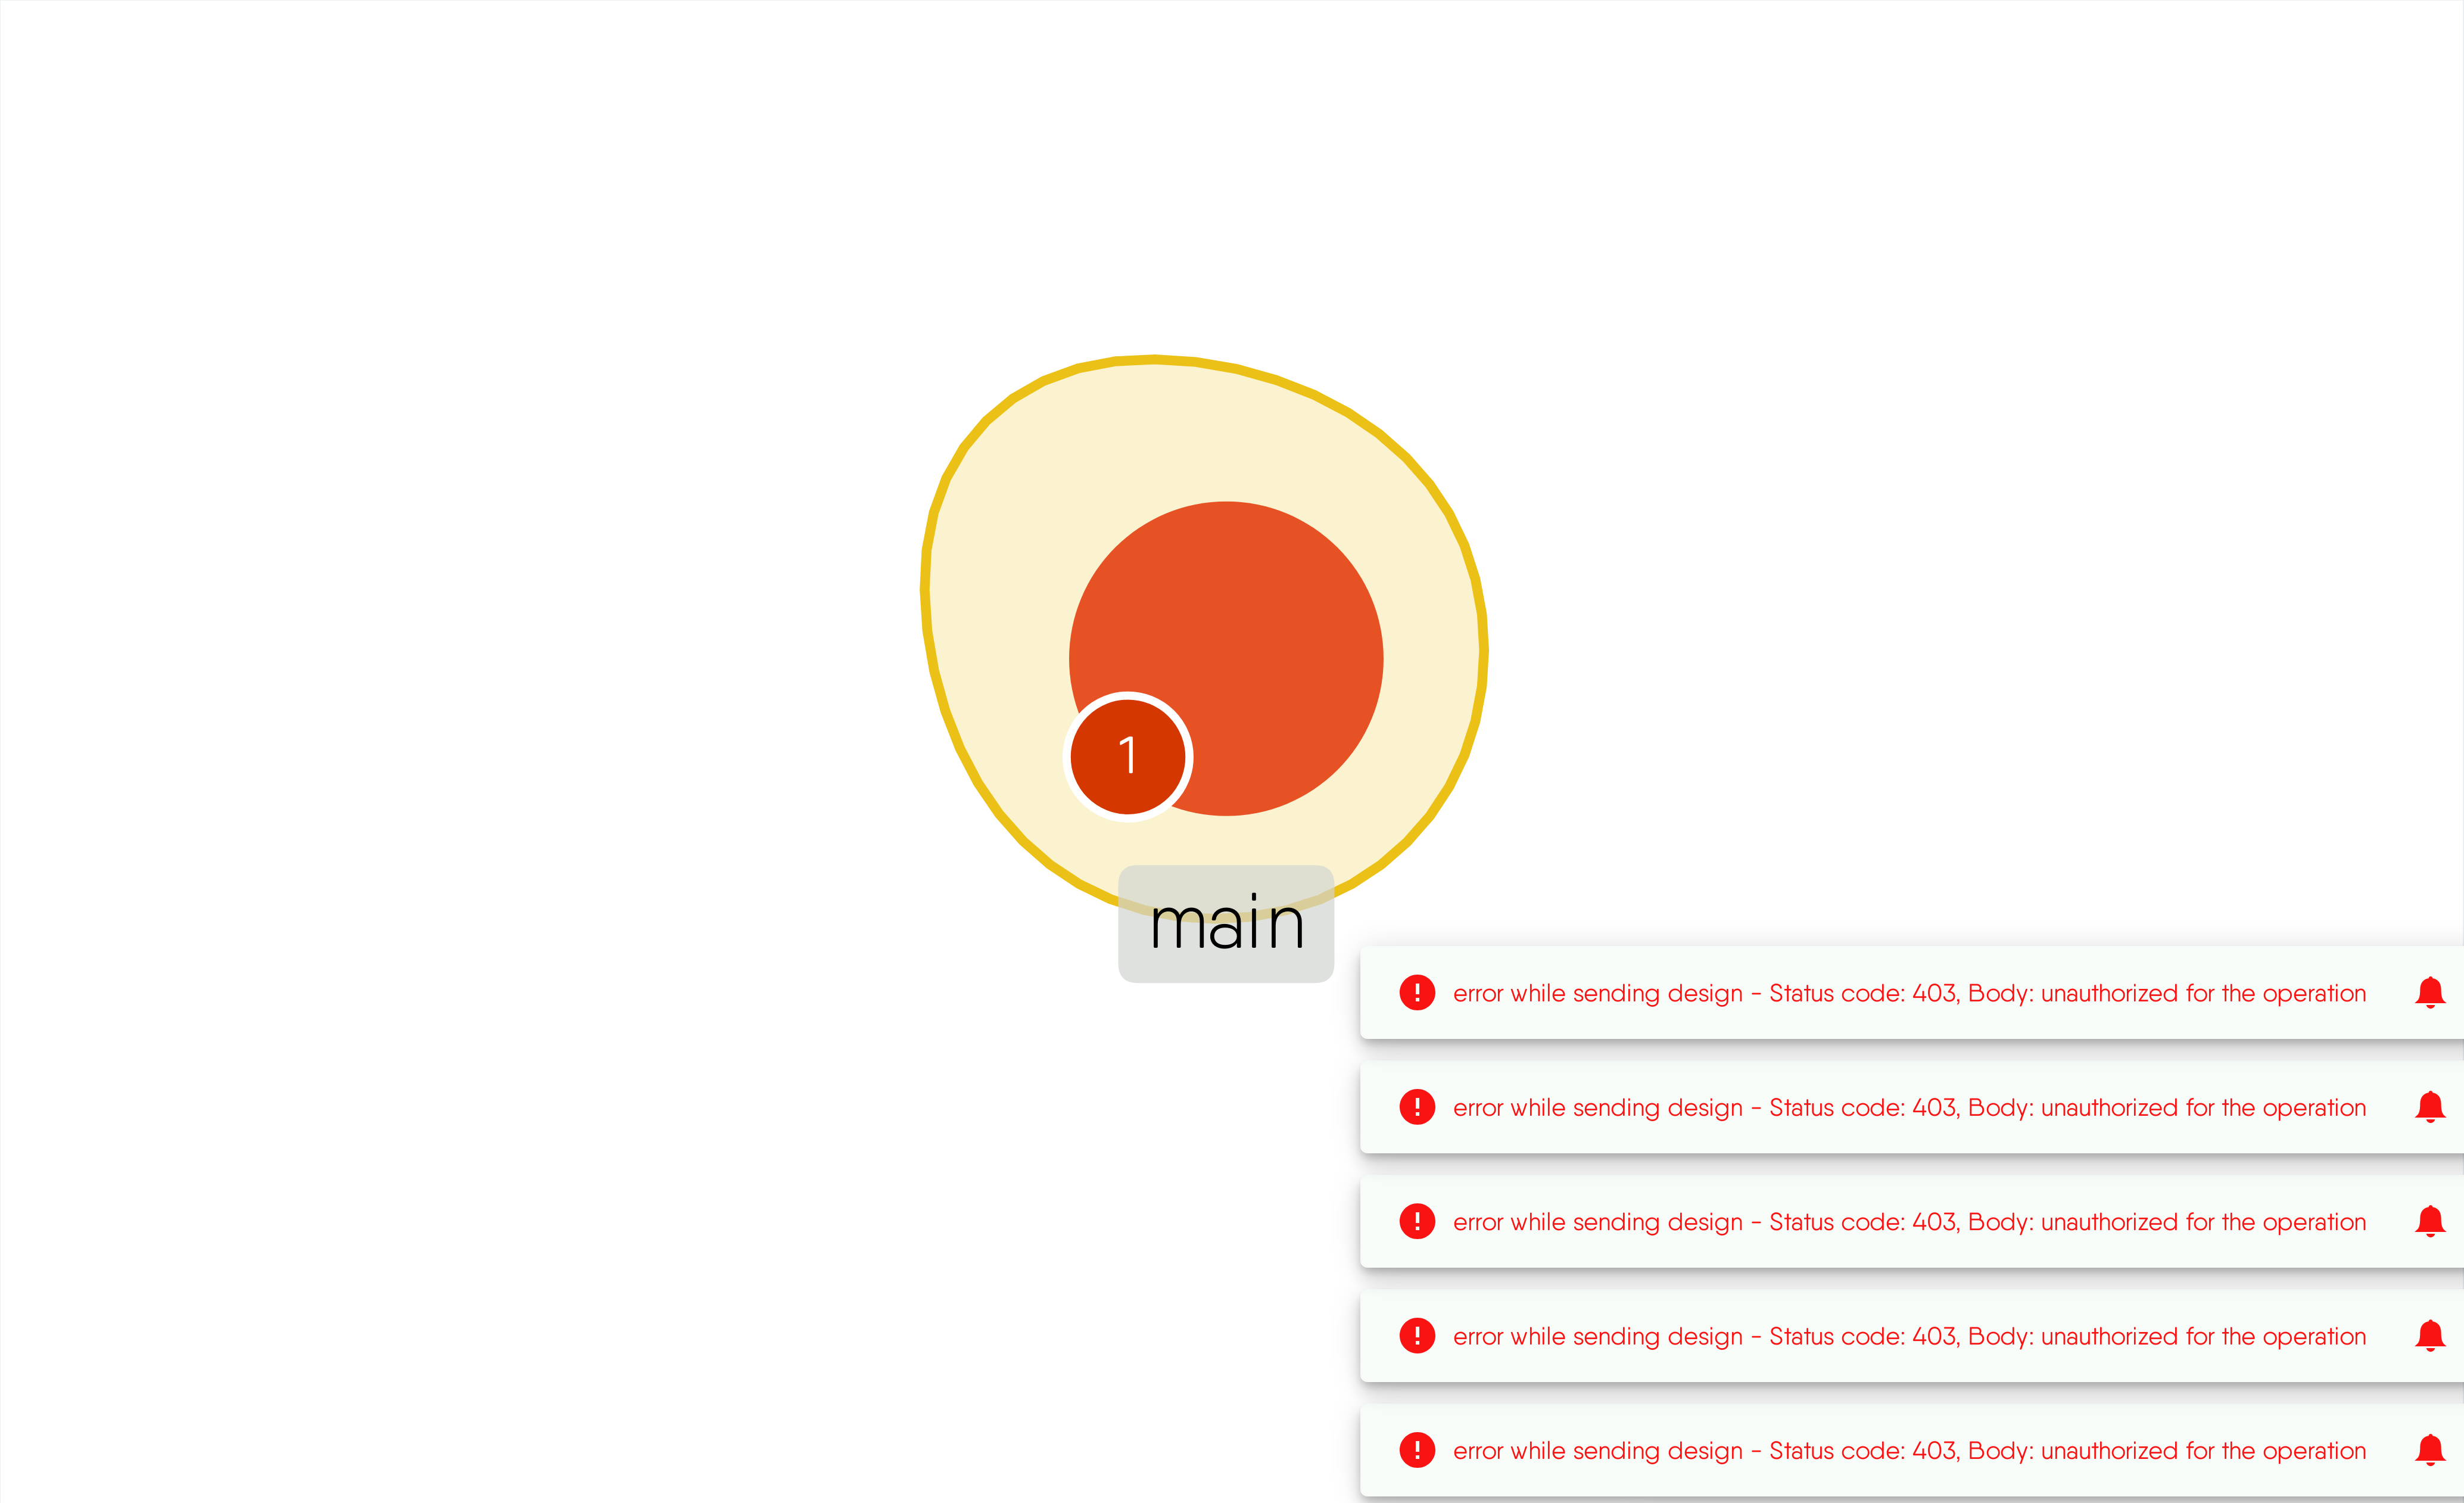 1
main
error while sending design - Status code: 403, Body: unauthorized for the operation
error while sending design - Status code: 403, Body: unauthorized for the operation
error while sending design - Status code: 403, Body: unauthorized for the operation
error while sending design - Status code: 403, Body: unauthorized for the operation
error while sending design - Status code: 403, Body: unauthorized for the operation